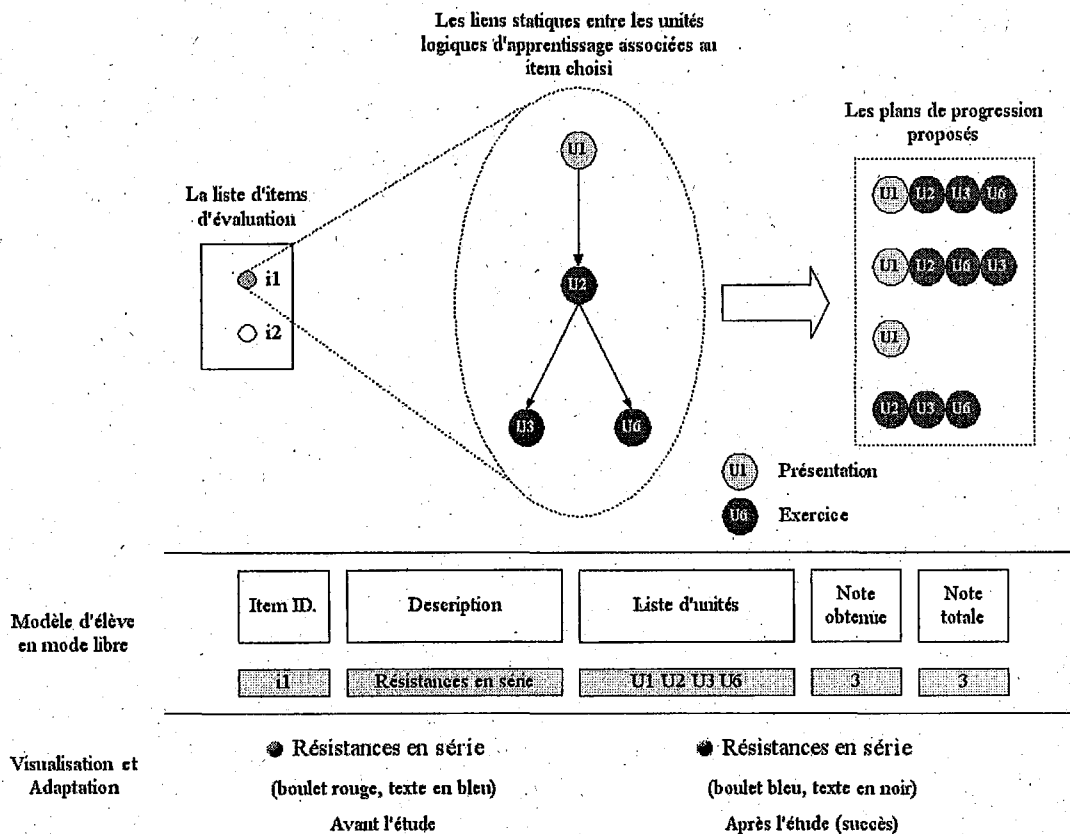 Les liens statiques entre les unités
logiques d'apprentissage associées au
item choisi
Les plans de progression
proposés
La liste d'items
d'évaluation
i1
i2
U1
U2
U3
U6
U1 U2 U3 U6
U1 U2 U6 U3
U1
U2 U3 U6
U1 Présentation
U6 Exercice
Modèle d'élève
en mode libre
Item ID.
Description
Liste d'unités
Note
obtenue
Note
totale
i1
Résistances en série
U1 U2 U3 U6
3
3
Visualisation et
Adaptation
Résistances en série
(boulet rouge, texte en bleu)
Avant l'étude
Résistances en série
(boulet bleu, texte en noir)
Après l'étude (succès)